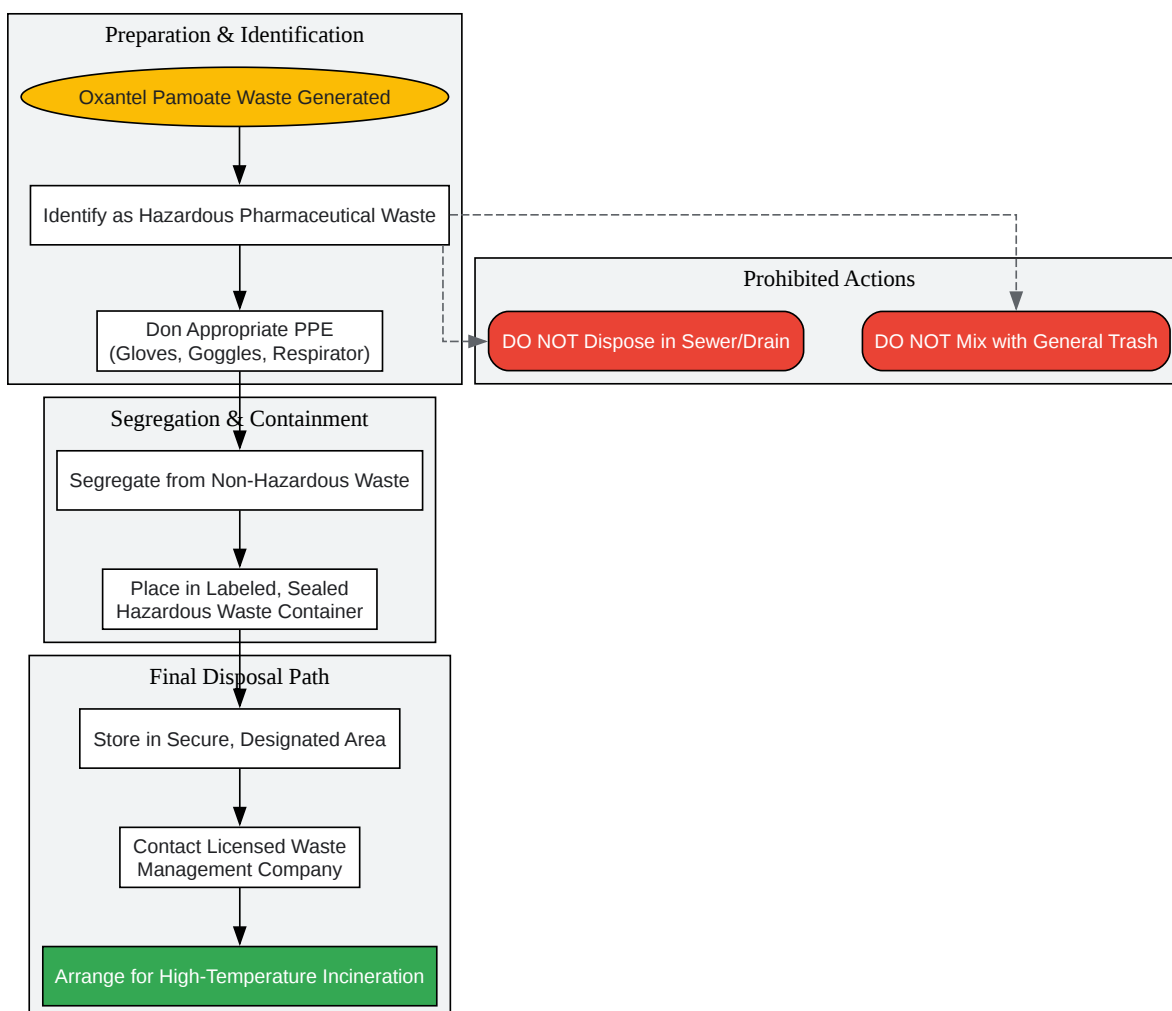 Preparation & Identification
Oxantel Pamoate Waste Generated
Identify as Hazardous Pharmaceutical Waste
Don Appropriate PPE
(Gloves, Goggles, Respirator)
Prohibited Actions
DO NOT Dispose in Sewer/Drain
DO NOT Mix with General Trash
Segregation & Containment
Segregate from Non-Hazardous Waste
Place in Labeled, Sealed
Hazardous Waste Container
Final Disposal Path
Store in Secure, Designated Area
Contact Licensed Waste
Management Company
Arrange for High-Temperature Incineration